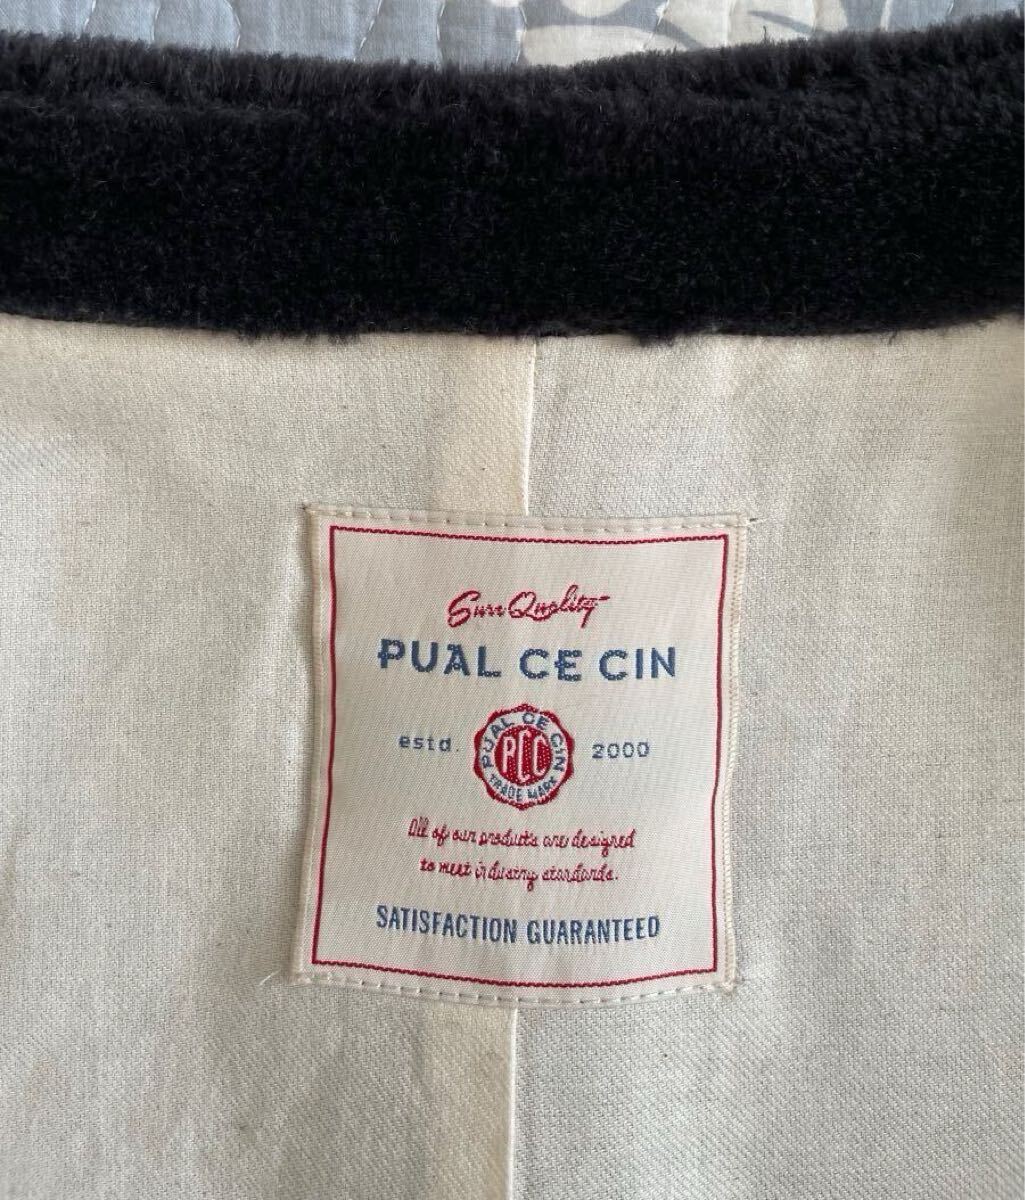 Sure Quality
PUAL CE CIN
estd. 2000
PUAL CE CIN
PCC
TRADE MARK
All of our products are designed
to meet industry standards.
SATISFACTION GUARANTEED